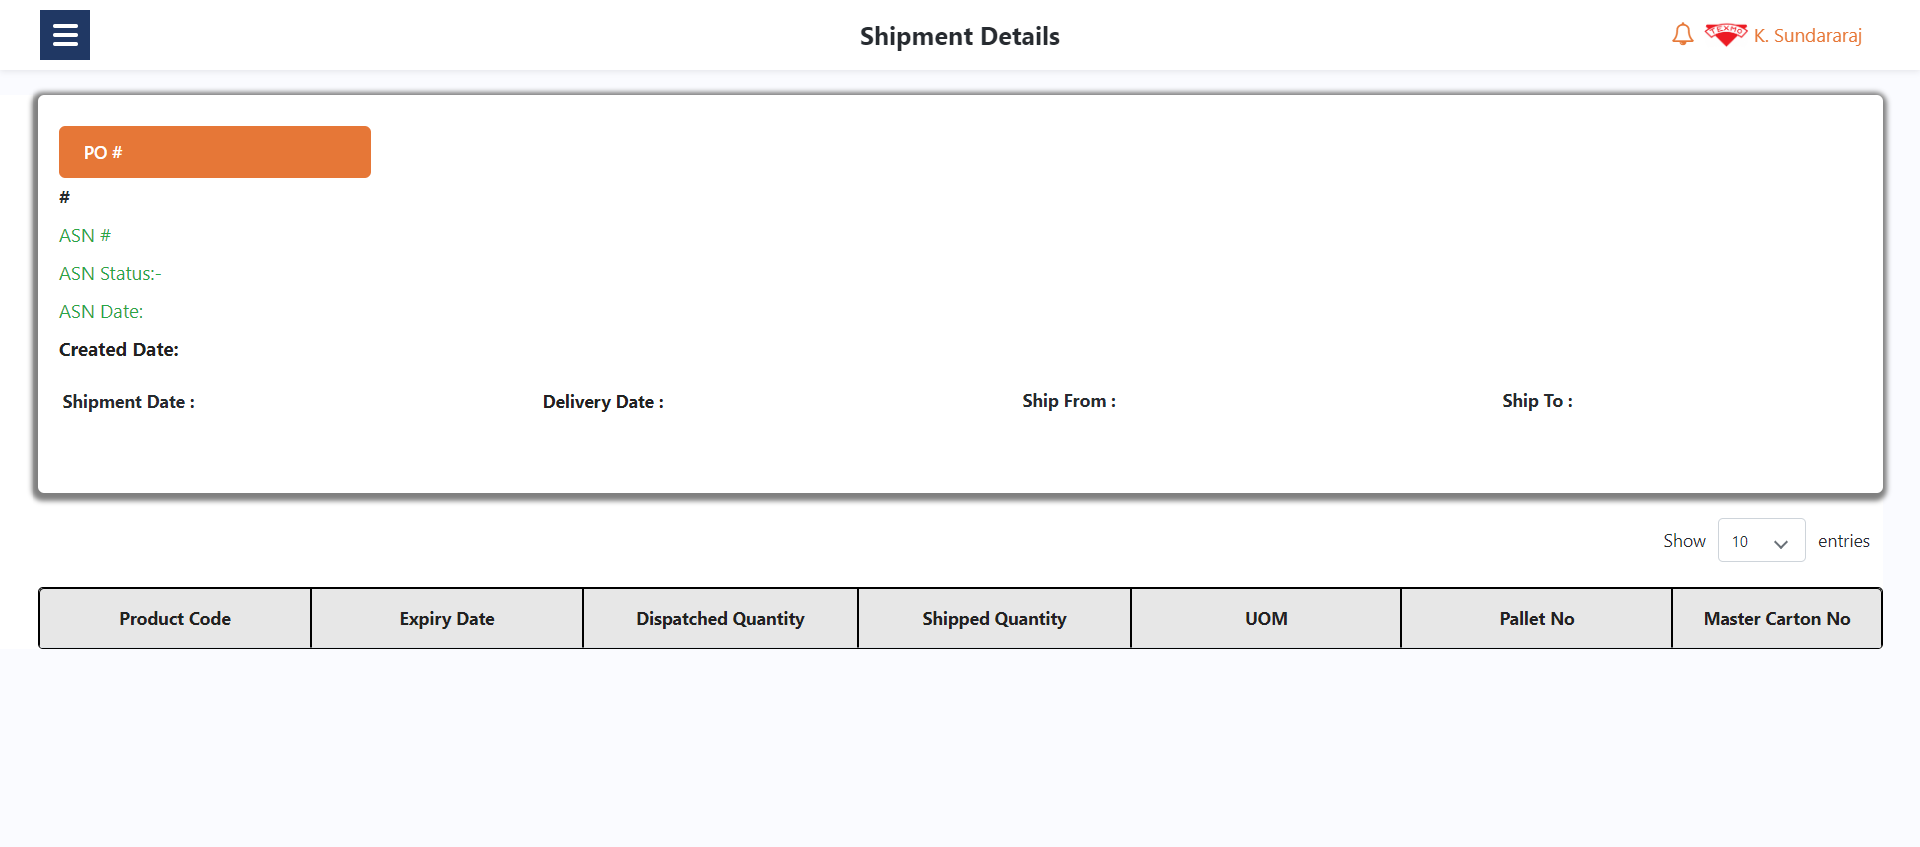 Shipment Details
TEXMO
K. Sundararaj
PO #
#
ASN #
ASN Status:-
ASN Date:
Created Date:
Shipment Date :
Delivery Date :
Ship From :
Ship To :
Show 10 entries
Product Code Expiry Date Dispatched Quantity Shipped Quantity UOM Pallet No Master Carton No